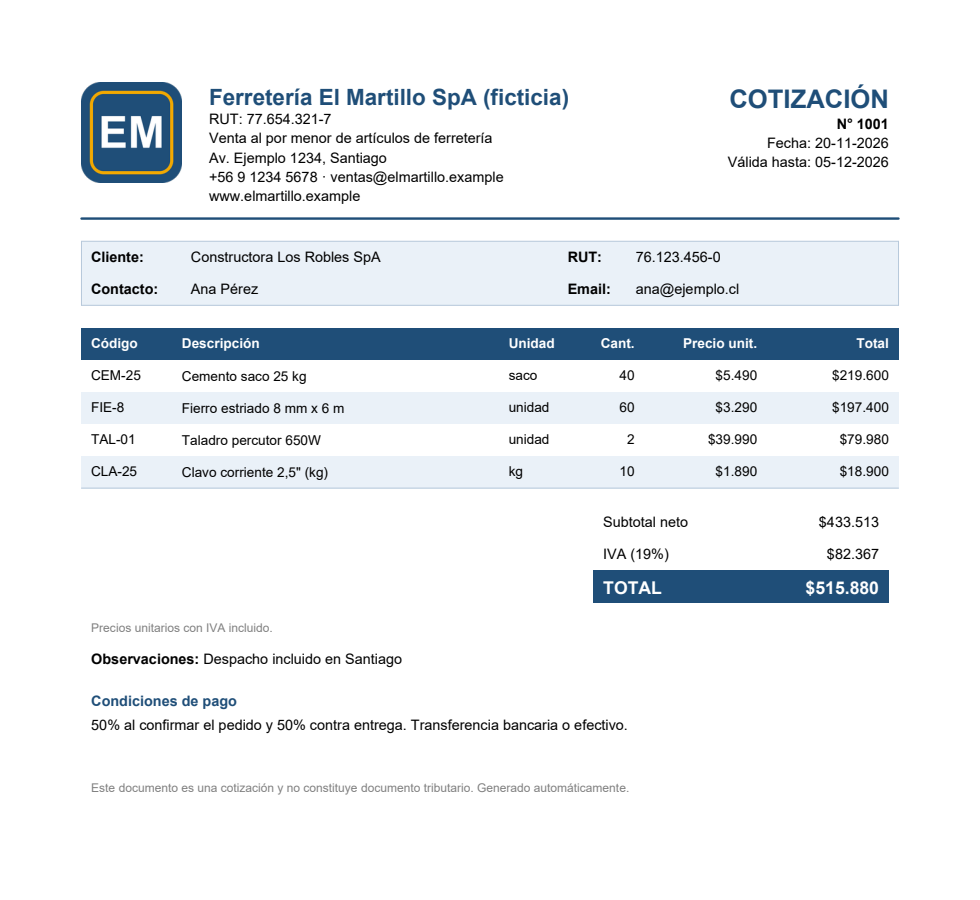 EM
Ferretería El Martillo SpA (ficticia)
RUT: 77.654.321-7
Venta al por menor de artículos de ferretería
Av. Ejemplo 1234, Santiago
+56 9 1234 5678 · ventas@elmartillo.example
www.elmartillo.example
COTIZACIÓN
N° 1001
Fecha: 20-11-2026
Válida hasta: 05-12-2026
Cliente: Constructora Los Robles SpA RUT: 76.123.456-0
Contacto: Ana Pérez Email: ana@ejemplo.cl
Código Descripción Unidad Cant. Precio unit. Total
CEM-25 Cemento saco 25 kg saco 40 $5.490 $219.600
FIE-8 Fierro estriado 8 mm x 6 m unidad 60 $3.290 $197.400
TAL-01 Taladro percutor 650W unidad 2 $39.990 $79.980
CLA-25 Clavo corriente 2,5" (kg) kg 10 $1.890 $18.900
Subtotal neto $433.513
IVA (19%) $82.367
TOTAL $515.880
Precios unitarios con IVA incluido.
Observaciones: Despacho incluido en Santiago
Condiciones de pago
50% al confirmar el pedido y 50% contra entrega. Transferencia bancaria o efectivo.
Este documento es una cotización y no constituye documento tributario. Generado automáticamente.